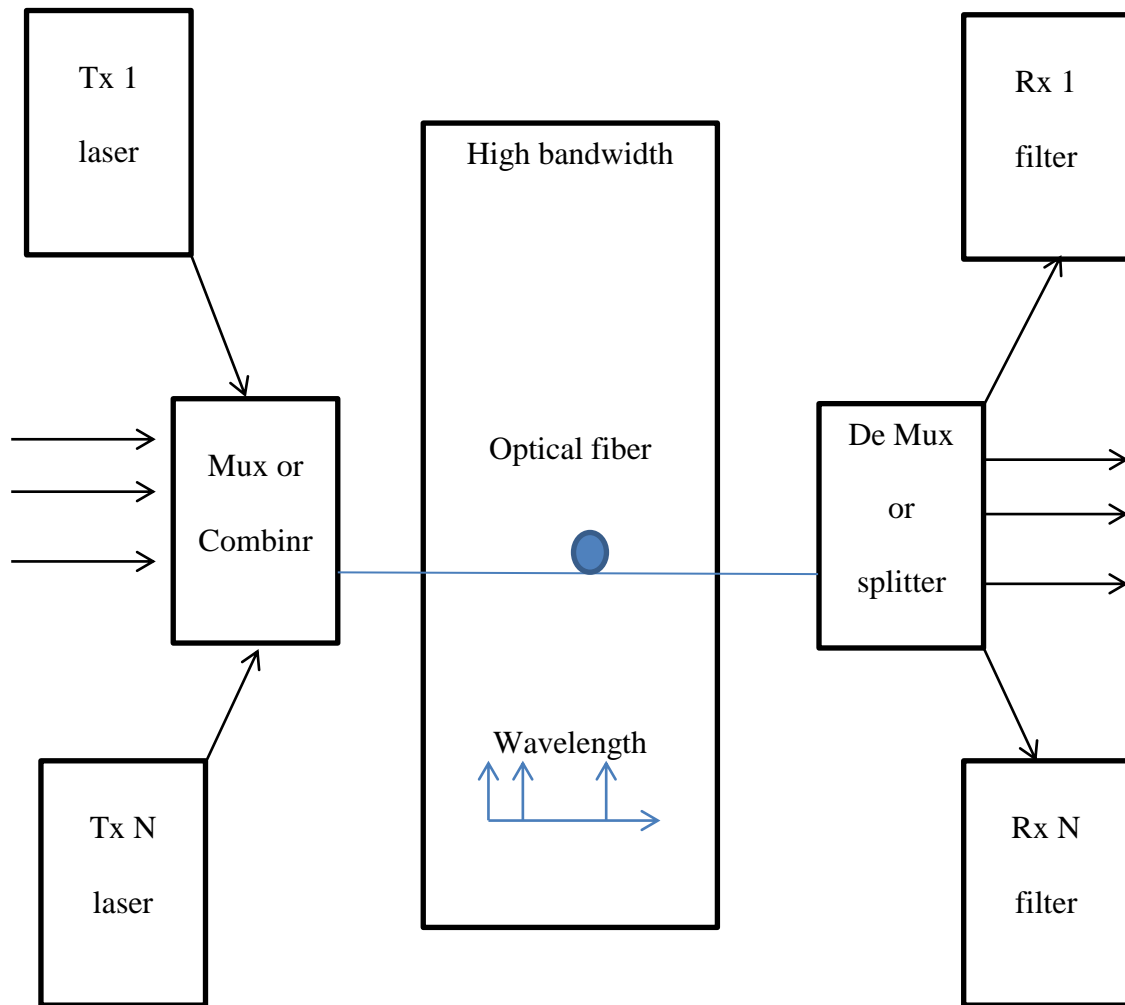 Tx 1
laser
Rx 1
filter
High bandwidth
Mux or
Combinr
Optical fiber
De Mux
or
splitter
Wavelength
Tx N
laser
Rx N
filter